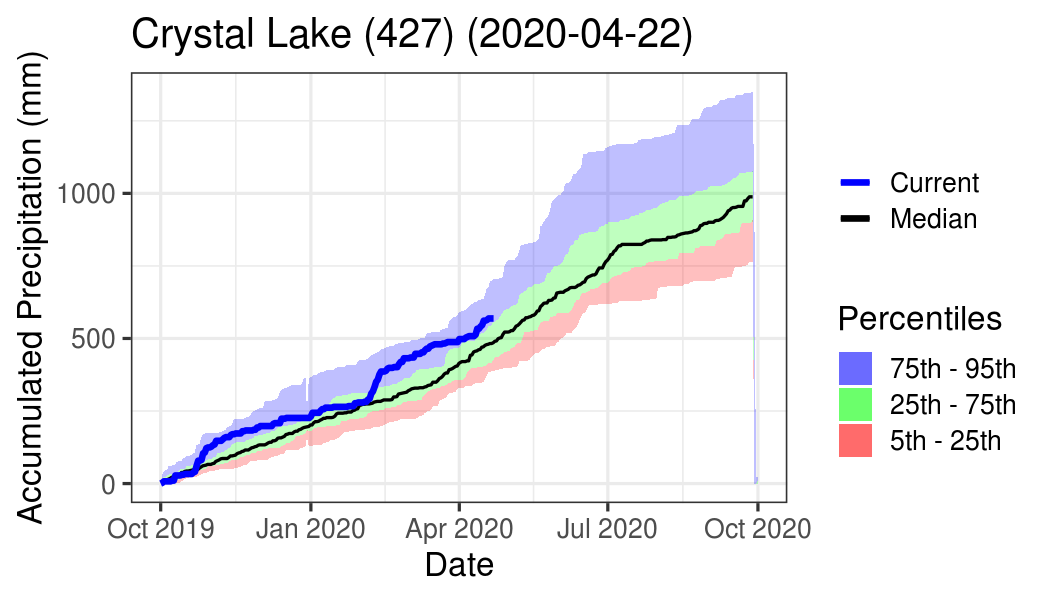 Crystal Lake (427) (2020-04-22)
Accumulated Precipitation (mm)
1000
500
0
Oct 2019 Jan 2020 Apr 2020 Jul 2020 Oct 2020
Date
Current
Median
Percentiles
75th - 95th
25th - 75th
5th - 25th